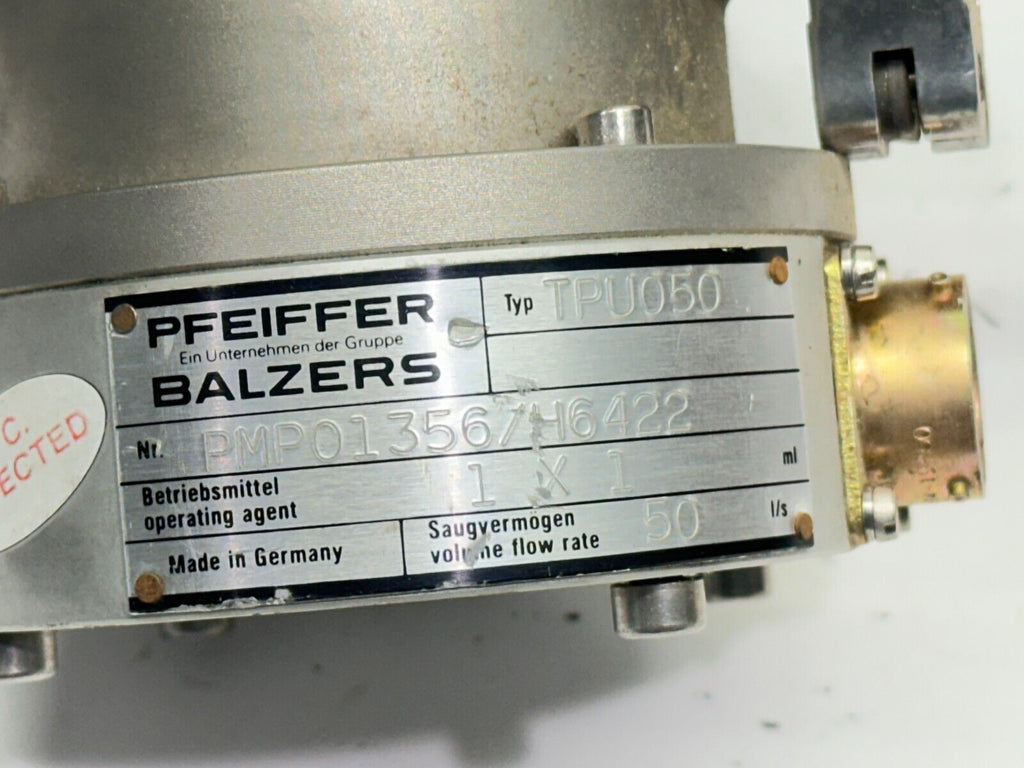 PFEIFFER
Ein Unternehmen der Gruppe
BALZERS
Typ TPU050
Nr. PMP01356/H6422
Betriebsmittel
operating agent 1 X 1 ml
Made in Germany
Saugvermögen
volume flow rate 50 l/s
C.
ECTED